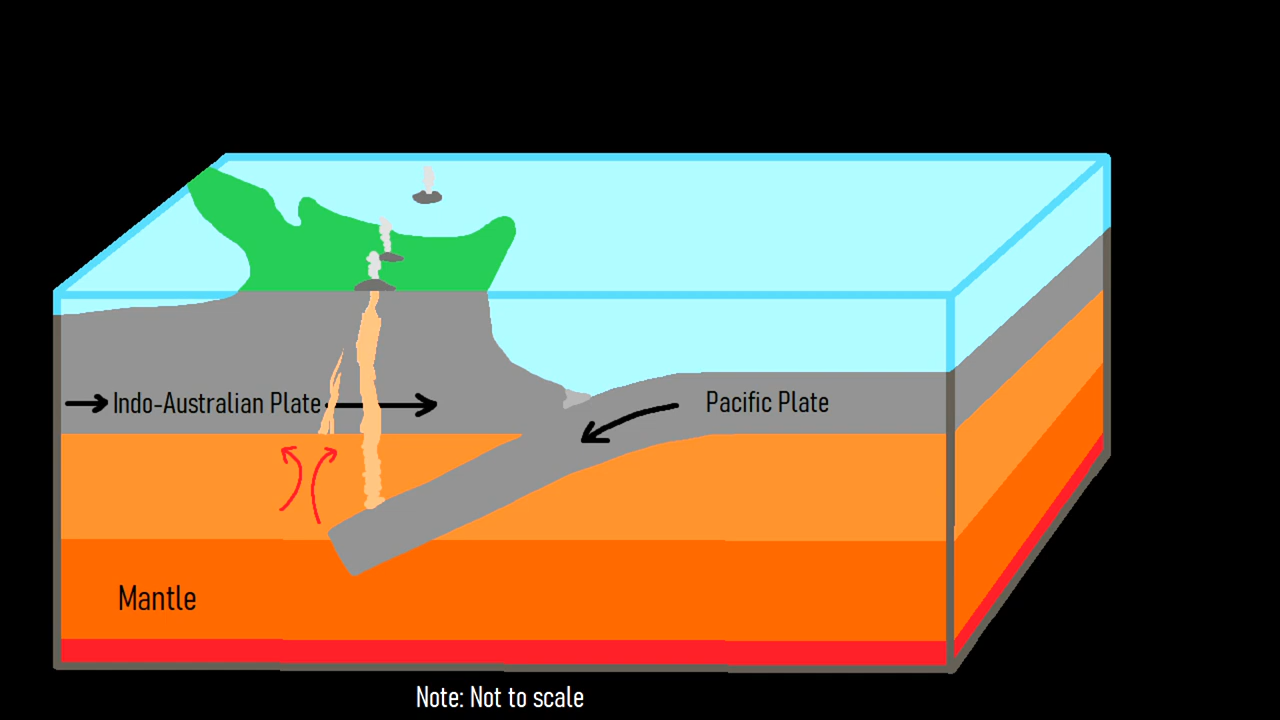 Indo-Australian Plate
Pacific Plate
Mantle
Note: Not to scale